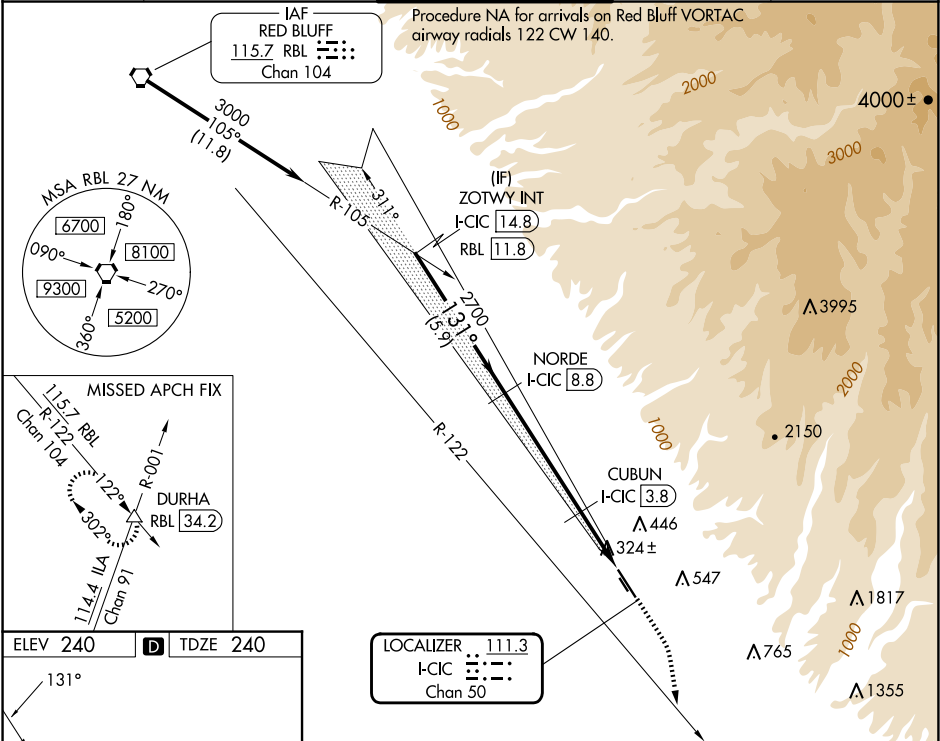 IAF
RED BLUFF
115.7 RBL
Chan 104
Procedure NA for arrivals on Red Bluff VORTAC
airway radials 122 CW 140.
3000
105°
(11.8)
R-105
311°
(IF)
ZOTWY INT
I-CIC 14.8
RBL 11.8
2700
131°
(5.9)
NORDE
I-CIC 8.8
R-122
CUBUN
I-CIC 3.8
446
324 ±
547
765
1817
1355
2150
3995
4000 ±
1000
2000
3000
2000
1000
1000
MSA RBL 27 NM
6700
180°
8100
090°
270°
9300
5200
360°
MISSED APCH FIX
115.7 RBL
R-122
Chan 104
R-001
122°
302°
DURHA
RBL 34.2
114.4 ILA
Chan 91
LOCALIZER 111.3
I-CIC
Chan 50
ELEV 240
D
TDZE 240
131°